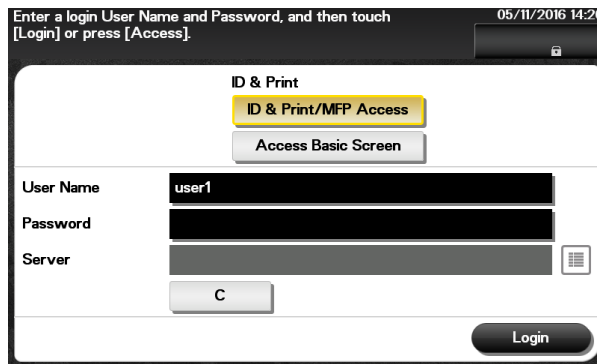 Enter a login User Name and Password, and then touch
[Login] or press [Access].
05/11/2016 14:20
ID & Print
ID & Print/MFP Access
Access Basic Screen
User Name
user1
Password
Server
C
Login